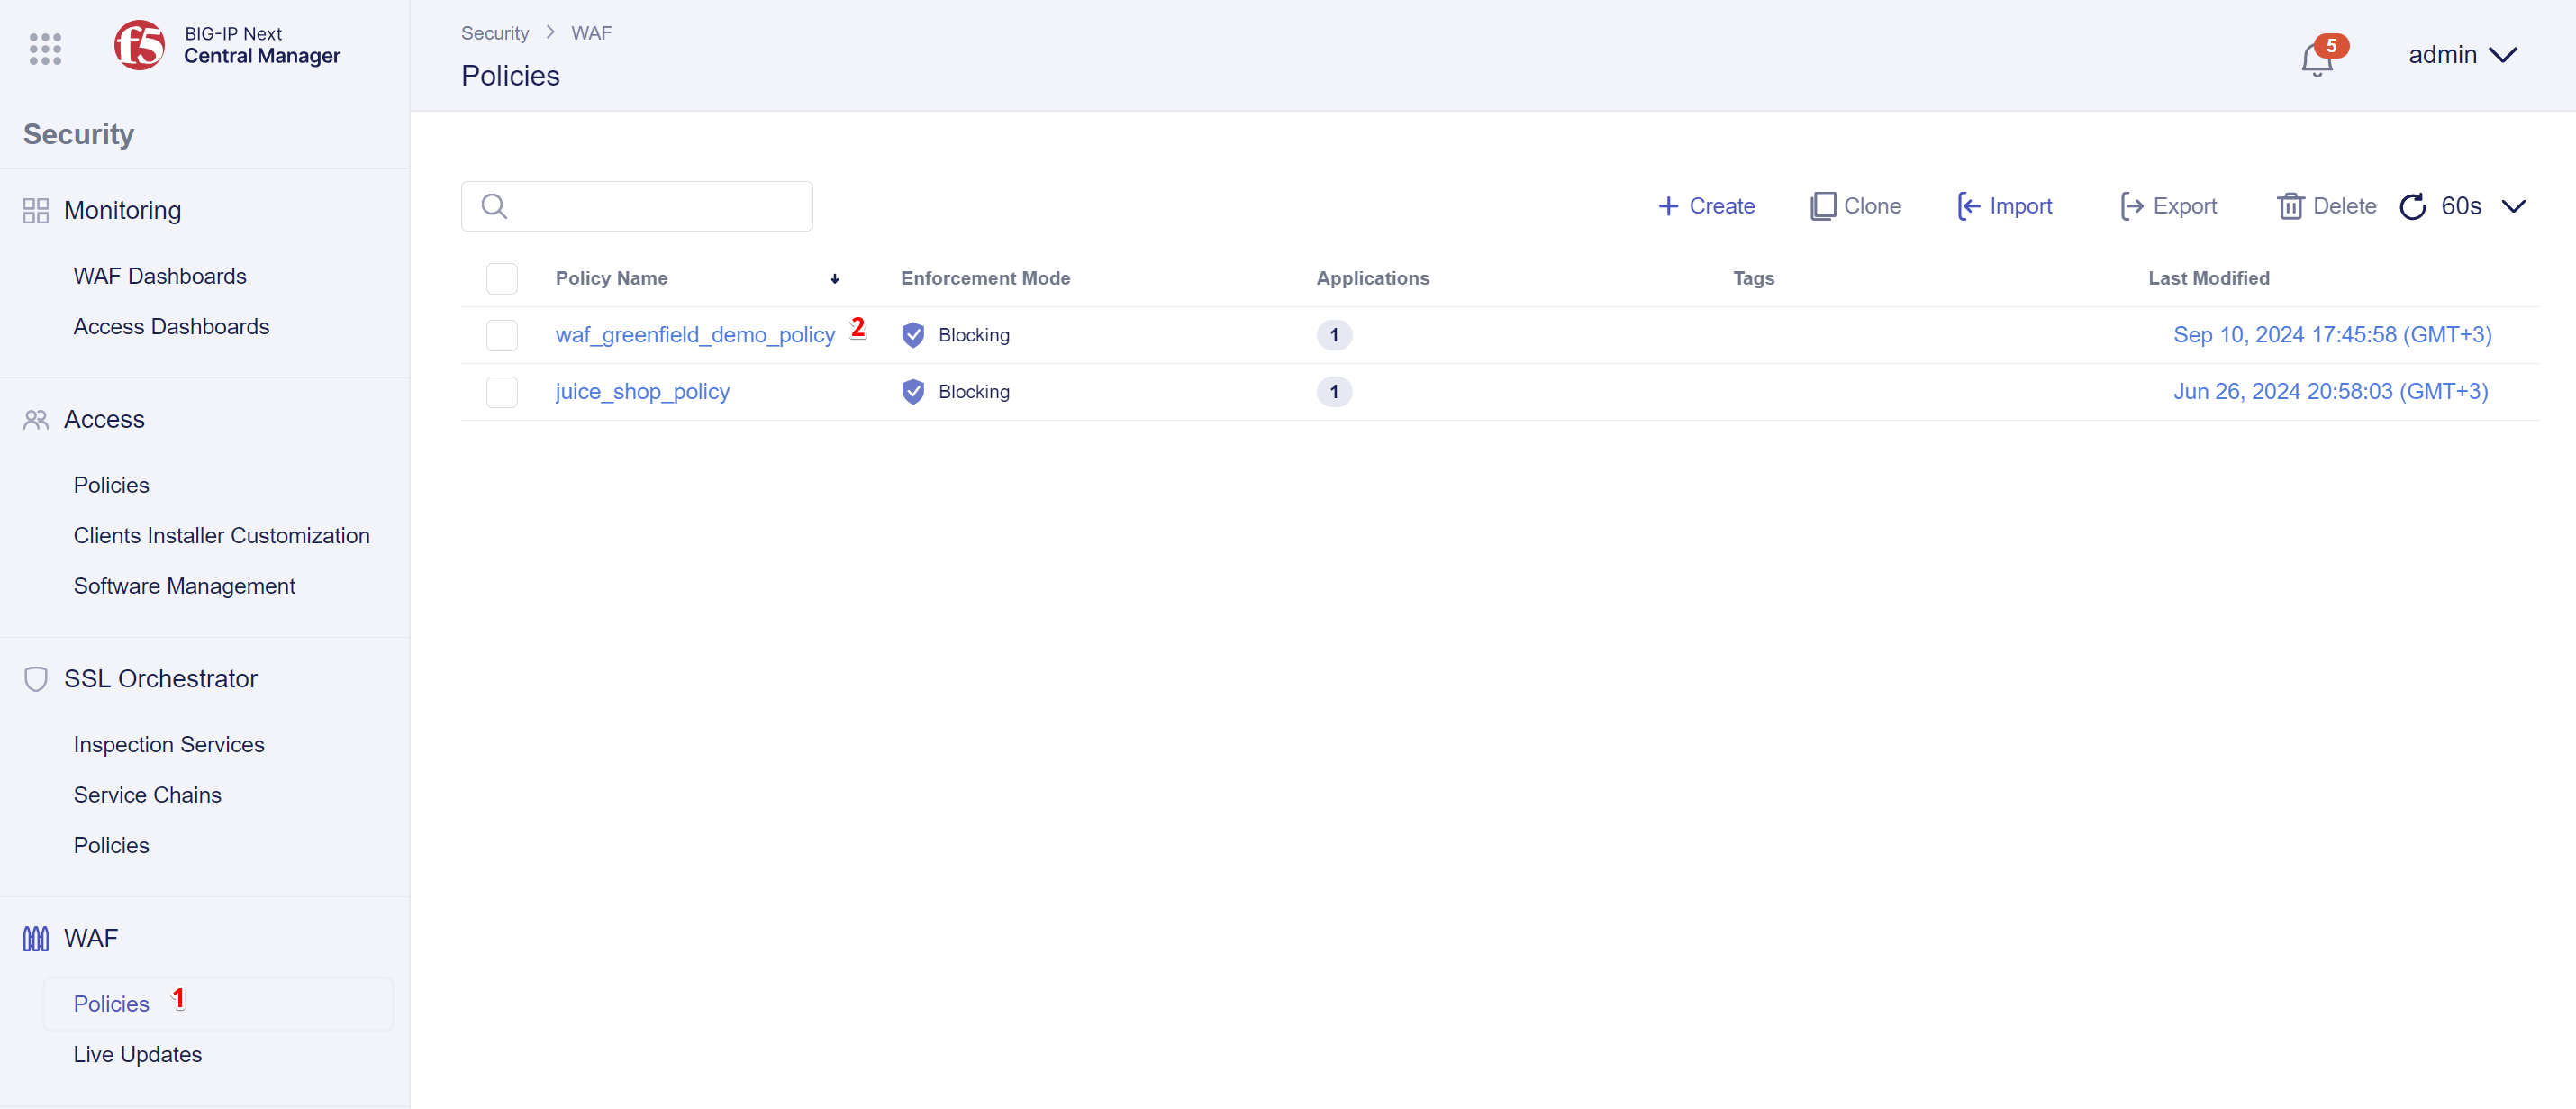 f5 BIG-IP Next
Central Manager
Security
Monitoring
WAF Dashboards
Access Dashboards
Access
Policies
Clients Installer Customization
Software Management
SSL Orchestrator
Inspection Services
Service Chains
Policies
WAF
Policies 1
Live Updates
Security > WAF
Policies
5 admin
Create Clone Import Export Delete 60s
Policy Name Enforcement Mode Applications Tags Last Modified
waf_greenfield_demo_policy 2 Blocking 1 Sep 10, 2024 17:45:58 (GMT+3)
juice_shop_policy Blocking 1 Jun 26, 2024 20:58:03 (GMT+3)